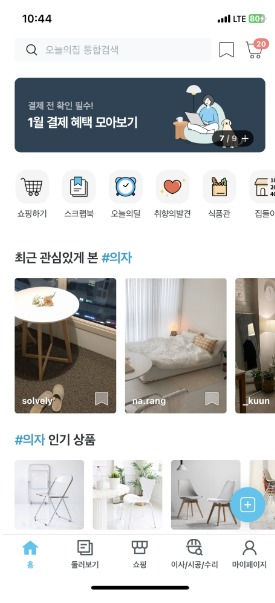 10:44
LTE 80
오늘의집 통합검색
20
결제 전 확인 필수!
1월 결제 혜택 모아보기
7 / 9 +
쇼핑하기
스크랩북
오늘의딜
취향의발견
식품관
집들이
최근 관심있게 본 #의자
solvely
na.rang
_kuun
#의자 인기 상품
홈
둘러보기
쇼핑
이사/시공/수리
마이페이지